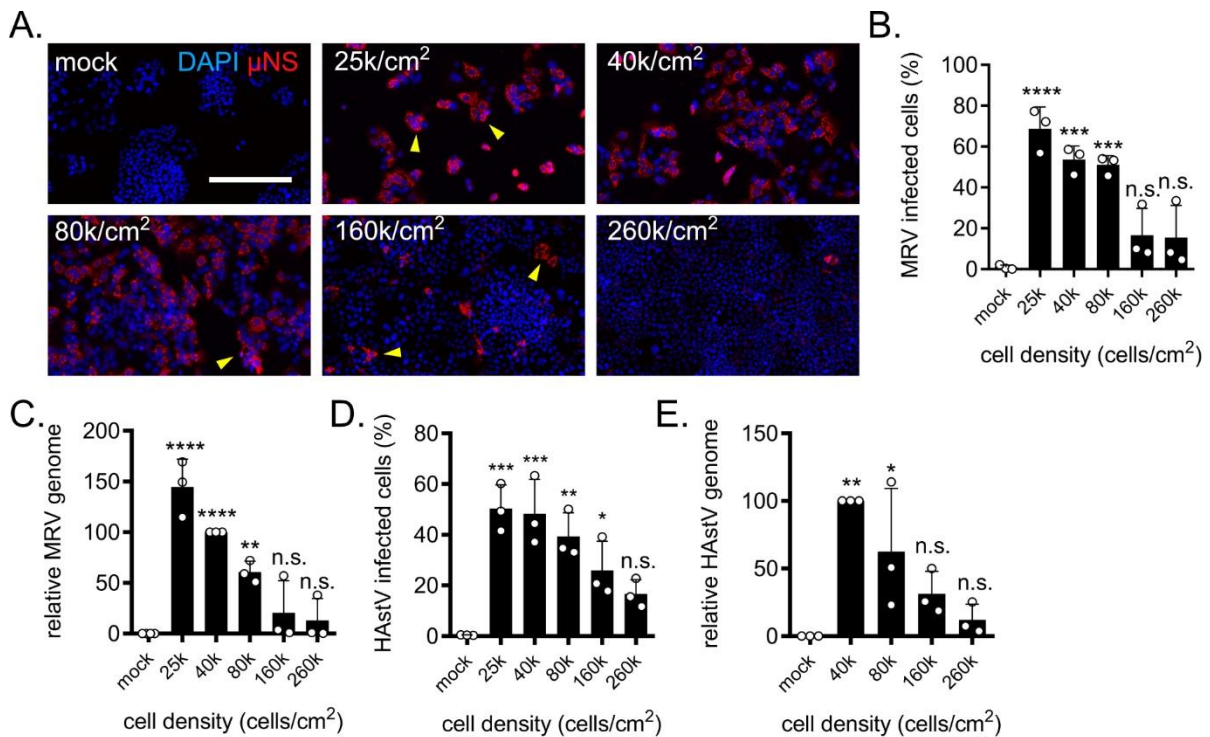 A.
mock DAPI μNS
25k/cm²
40k/cm²
80k/cm²
160k/cm²
260k/cm²
B.
MRV infected cells (%)
100
80
60
40
20
0
****
***
***
n.s.
n.s.
mock
25k
40k
80k
160k
260k
cell density (cells/cm²)
C.
relative MRV genome
200
150
100
50
0
****
****
**
n.s.
n.s.
mock
25k
40k
80k
160k
260k
cell density (cells/cm²)
D.
HAstV infected cells (%)
80
60
40
20
0
***
***
**
*
n.s.
mock
25k
40k
80k
160k
260k
cell density (cells/cm²)
E.
relative HAstV genome
150
100
50
0
**
*
n.s.
n.s.
mock
40k
80k
160k
260k
cell density (cells/cm²)